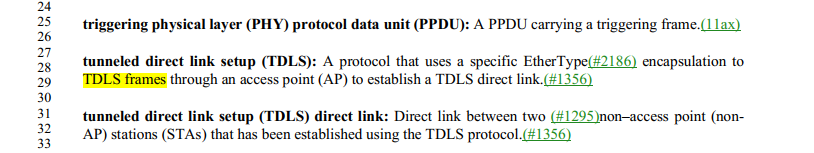 24
25 triggering physical layer (PHY) protocol data unit (PPDU): A PPDU carrying a triggering frame.(11ax)
26
27
28 tunneled direct link setup (TDLS): A protocol that uses a specific EtherType(#2186) encapsulation to
29 TDLS frames through an access point (AP) to establish a TDLS direct link.(#1356)
30
31 tunneled direct link setup (TDLS) direct link: Direct link between two (#1295)non–access point (non-
32 AP) stations (STAs) that has been established using the TDLS protocol.(#1356)
33